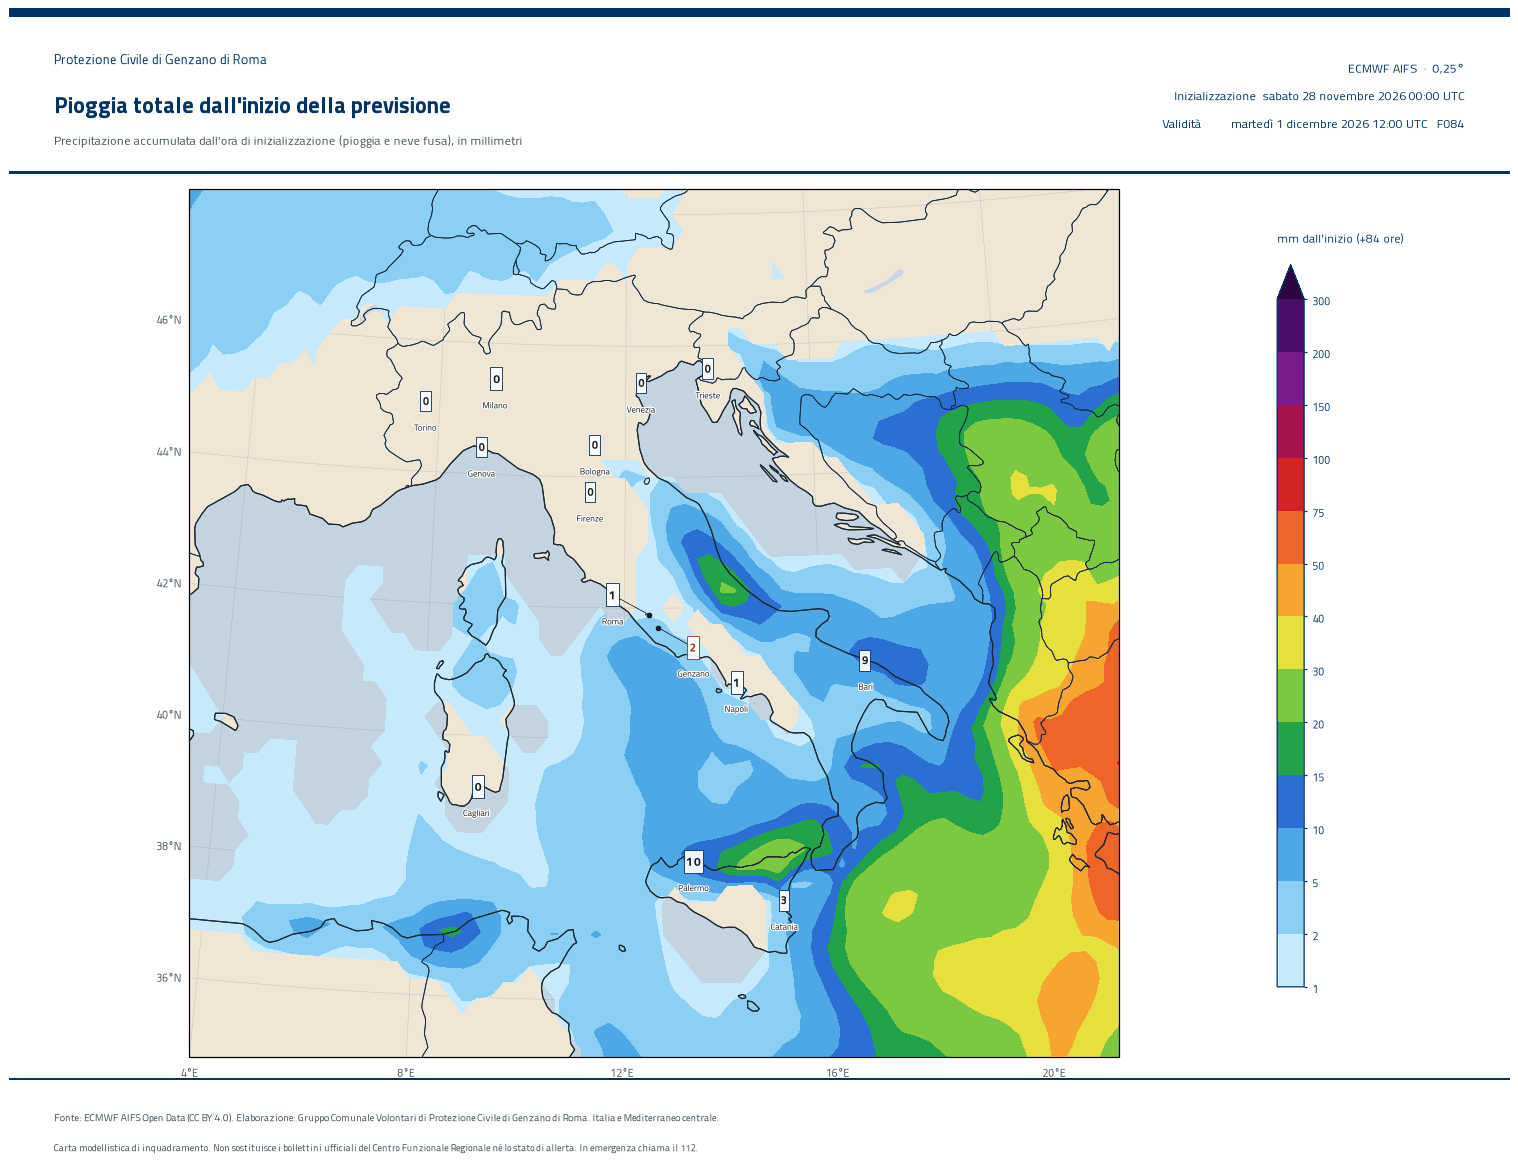 Protezione Civile di Genzano di Roma
Pioggia totale dall'inizio della previsione
Precipitazione accumulata dall'ora di inizializzazione (pioggia e neve fusa), in millimetri
ECMWF AIFS · 0,25°
Inizializzazione sabato 28 novembre 2026 00:00 UTC
Validità martedì 1 dicembre 2026 12:00 UTC F084
mm dall'inizio (+84 ore)
300
200
150
100
75
50
40
30
20
15
10
5
2
1
46°N
44°N
42°N
40°N
38°N
36°N
4°E
8°E
12°E
16°E
20°E
0
Trieste
0
Milano
0
Venezia
0
Torino
0
Genova
0
Bologna
0
Firenze
1
Roma
2
Genzano
9
Bari
1
Napoli
0
Cagliari
10
Palermo
3
Catania
Fonte: ECMWF AIFS Open Data (CC BY 4.0). Elaborazione: Gruppo Comunale Volontari di Protezione Civile di Genzano di Roma. Italia e Mediterraneo centrale.
Carta modellistica di inquadramento. Non sostituisce i bollettini ufficiali del Centro Funzionale Regionale né lo stato di allerta. In emergenza chiama il 112.